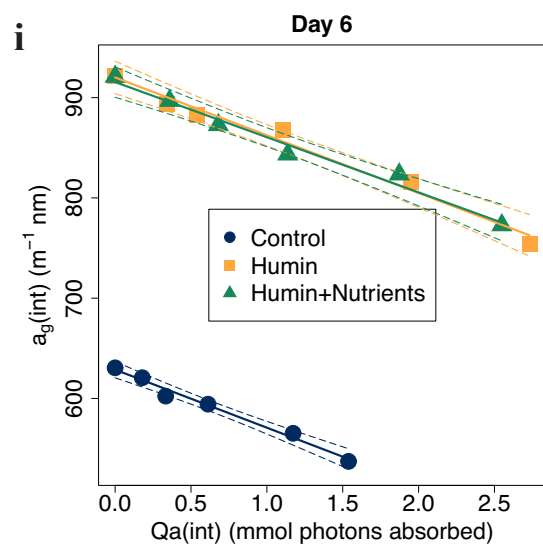 i
Day 6
a_g(int) (m⁻¹ nm)
900
800
700
600
Control
Humin
Humin+Nutrients
0.0 0.5 1.0 1.5 2.0 2.5
Qa(int) (mmol photons absorbed)